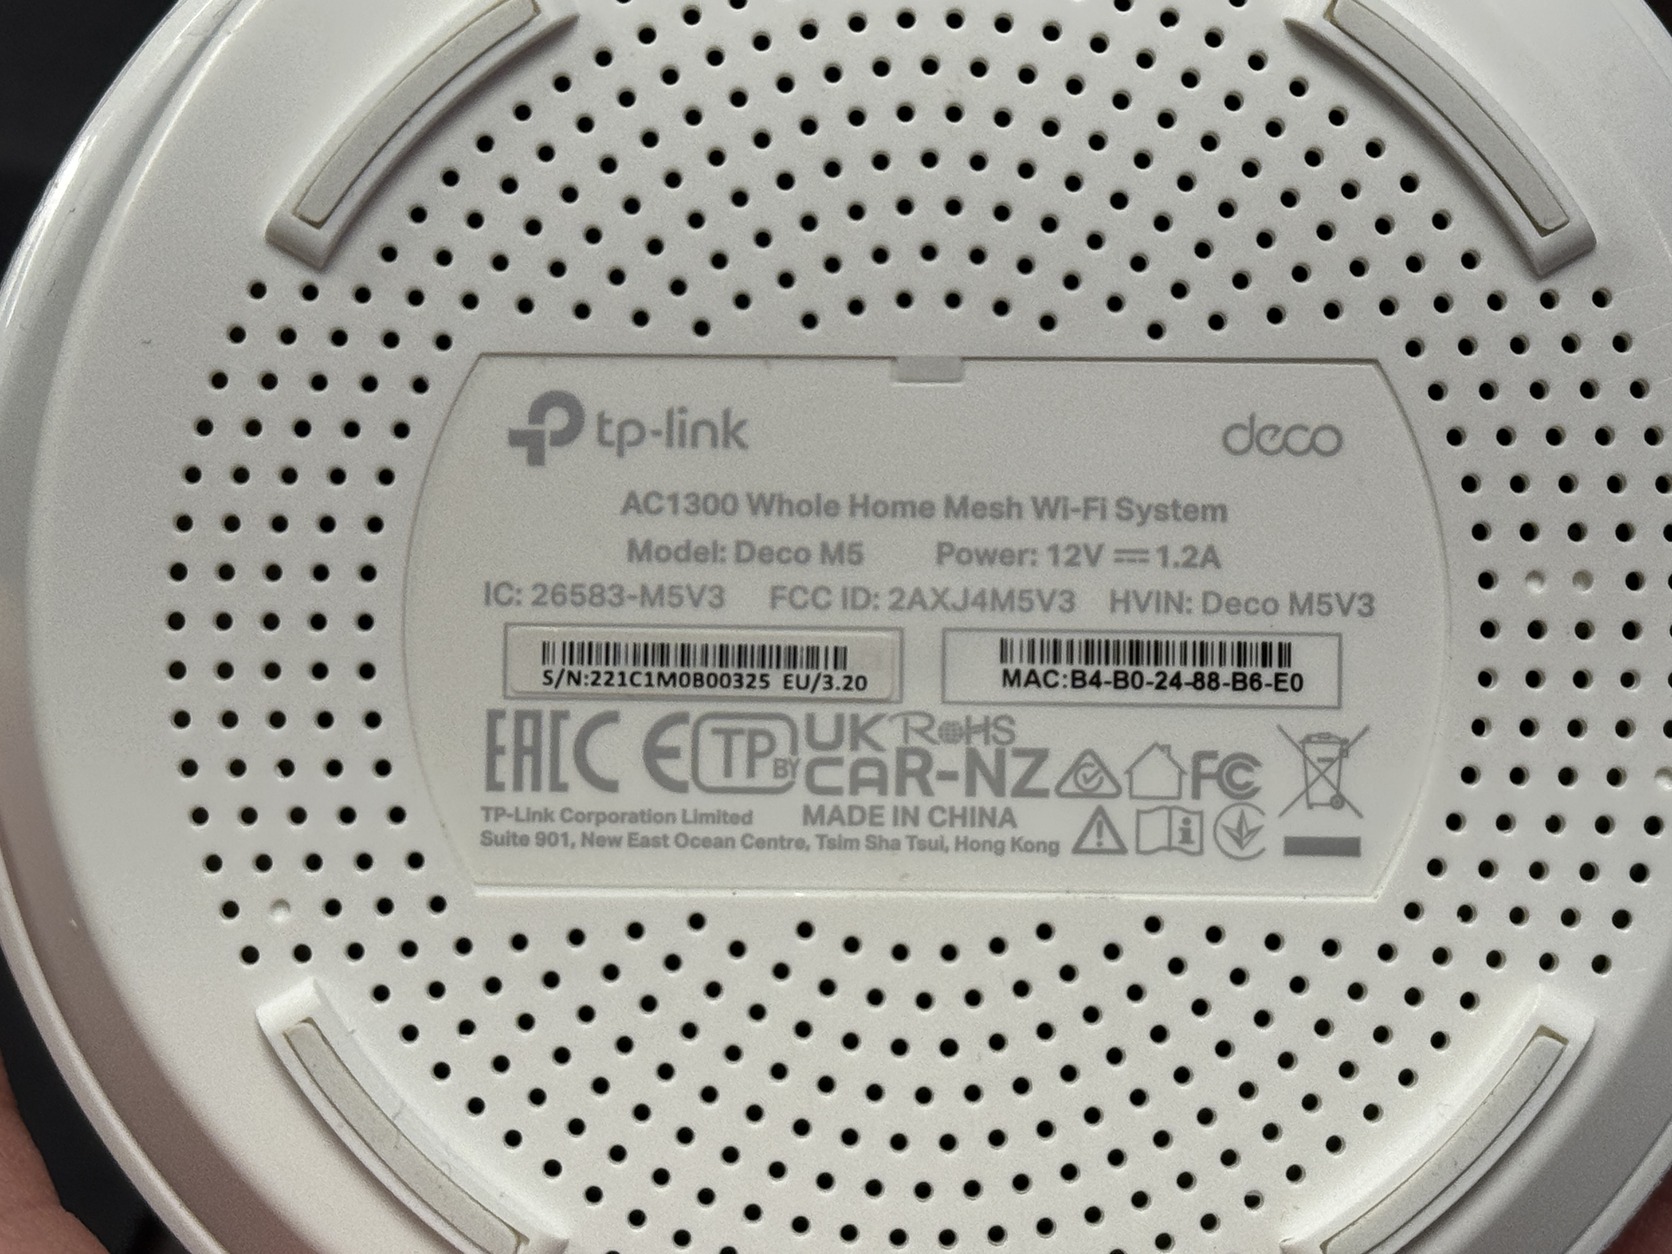 tp-link deco
AC1300 Whole Home Mesh Wi-Fi System
Model: Deco M5 Power: 12V ⎓ 1.2A
IC: 26583-M5V3 FCC ID: 2AXJ4M5V3 HVIN: Deco M5V3
S/N:221C1M0B00325 EU/3.20 MAC:B4-B0-24-88-B6-E0
EAC CE TP BY UK CA RoHS R-NZ FC
TP-Link Corporation Limited MADE IN CHINA
Suite 901, New East Ocean Centre, Tsim Sha Tsui, Hong Kong